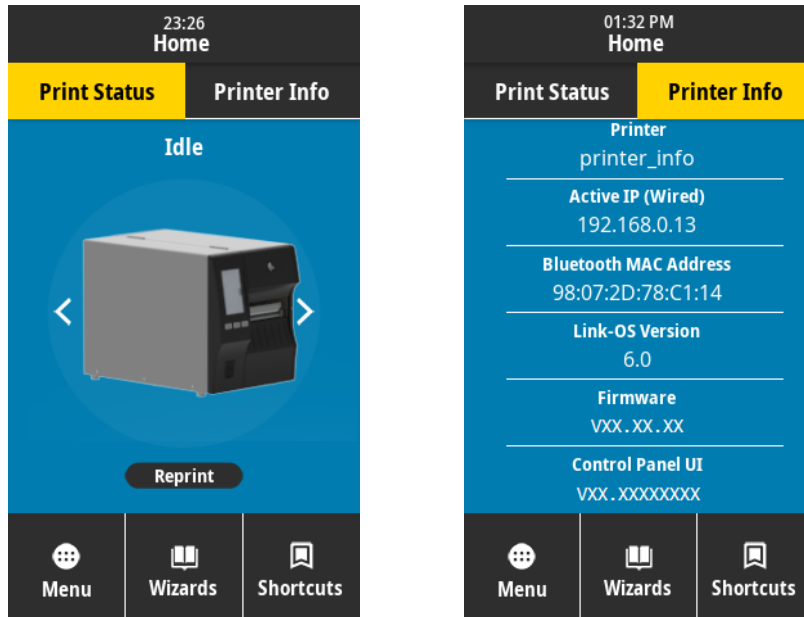 23:26
Home
Print Status
Printer Info
Idle
Reprint
Menu
Wizards
Shortcuts
01:32 PM
Home
Print Status
Printer Info
Printer
printer_info
Active IP (Wired)
192.168.0.13
Bluetooth MAC Address
98:07:2D:78:C1:14
Link-OS Version
6.0
Firmware
VXX.XX.XX
Control Panel UI
VXX.XXXXXXXX
Menu
Wizards
Shortcuts